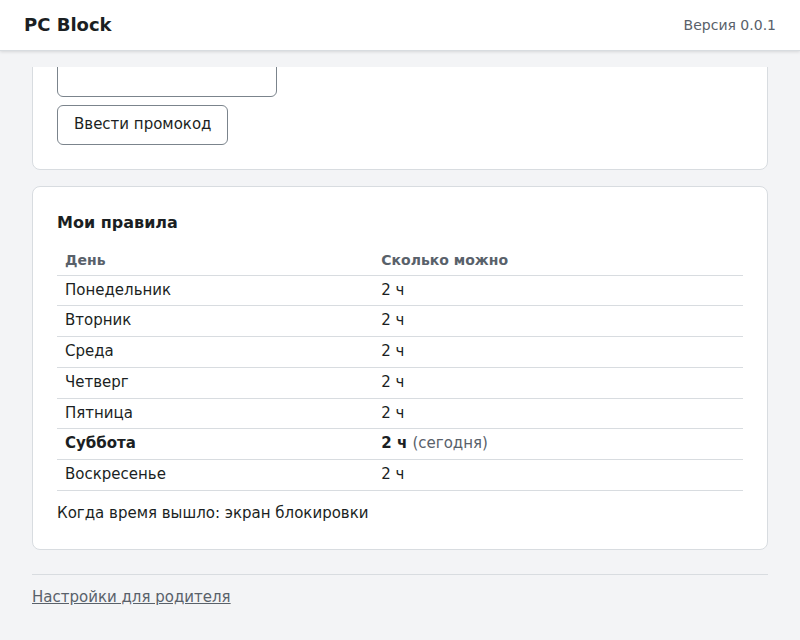 PC Block
Версия 0.0.1
Ввести промокод
Мои правила
День Сколько можно
Понедельник 2 ч
Вторник 2 ч
Среда 2 ч
Четверг 2 ч
Пятница 2 ч
Суббота 2 ч (сегодня)
Воскресенье 2 ч
Когда время вышло: экран блокировки
Настройки для родителя